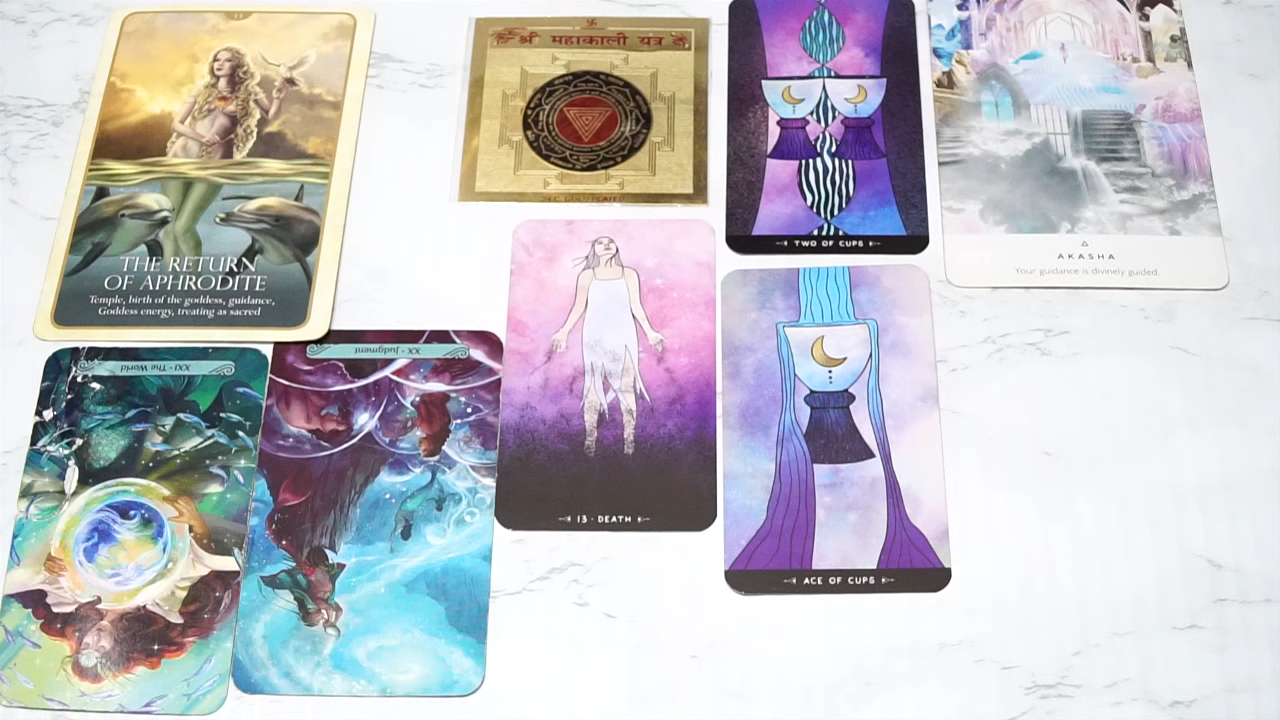 11
THE RETURN
OF APHRODITE
Temple, birth of the goddess, guidance,
Goddess energy, treating as sacred
श्री महाकाली यंत्र
TWO OF CUPS
AKASHA
Your guidance is divinely guided.
XXI - The World
XX - Judgment
13 · DEATH
ACE OF CUPS